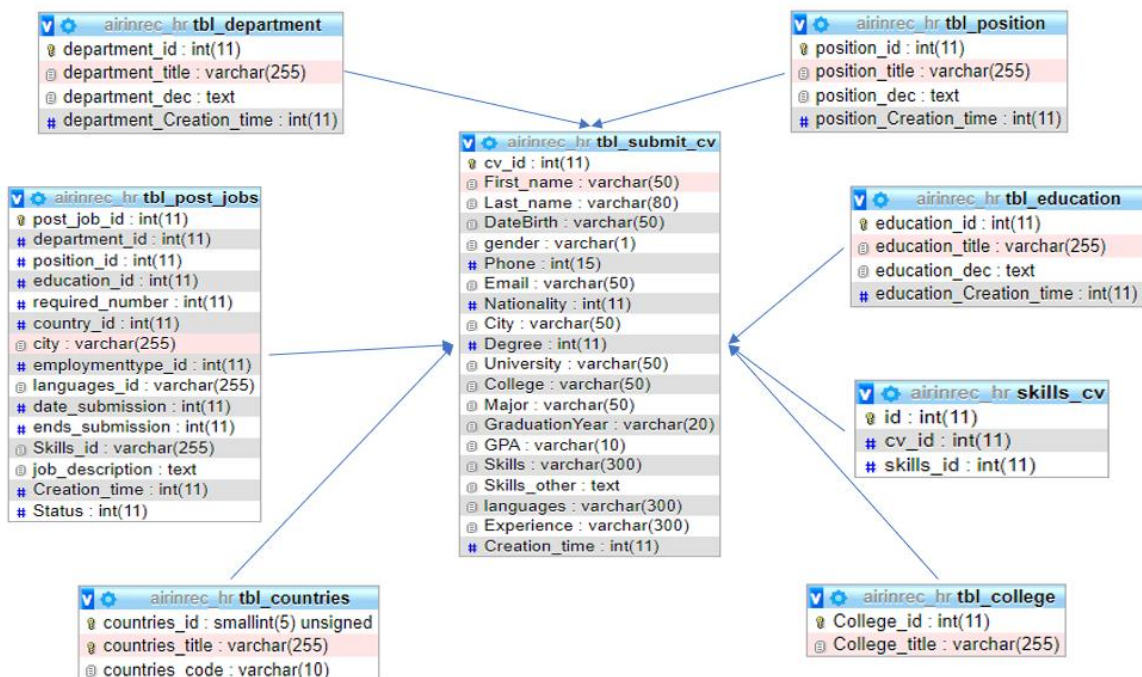 airinrec_hr tbl_department
department_id : int(11)
department_title : varchar(255)
department_dec : text
# department_Creation_time : int(11)
airinrec_hr tbl_position
position_id : int(11)
position_title : varchar(255)
position_dec : text
# position_Creation_time : int(11)
airinrec_hr tbl_submit_cv
cv_id : int(11)
First_name : varchar(50)
Last_name : varchar(80)
DateBirth : varchar(50)
gender : varchar(1)
# Phone : int(15)
Email : varchar(50)
# Nationality : int(11)
City : varchar(50)
# Degree : int(11)
University : varchar(50)
College : varchar(50)
Major : varchar(50)
GraduationYear : varchar(20)
GPA : varchar(10)
Skills : varchar(300)
Skills_other : text
languages : varchar(300)
Experience : varchar(300)
# Creation_time : int(11)
airinrec_hr tbl_post_jobs
post_job_id : int(11)
# department_id : int(11)
# position_id : int(11)
# education_id : int(11)
# required_number : int(11)
# country_id : int(11)
city : varchar(255)
# employmenttype_id : int(11)
languages_id : varchar(255)
# date_submission : int(11)
# ends_submission : int(11)
Skills_id : varchar(255)
job_description : text
# Creation_time : int(11)
# Status : int(11)
airinrec_hr tbl_education
education_id : int(11)
education_title : varchar(255)
education_dec : text
# education_Creation_time : int(11)
airinrec_hr skills_cv
id : int(11)
# cv_id : int(11)
# skills_id : int(11)
airinrec_hr tbl_countries
countries_id : smallint(5) unsigned
countries_title : varchar(255)
countries_code : varchar(10)
airinrec_hr tbl_college
College_id : int(11)
College_title : varchar(255)